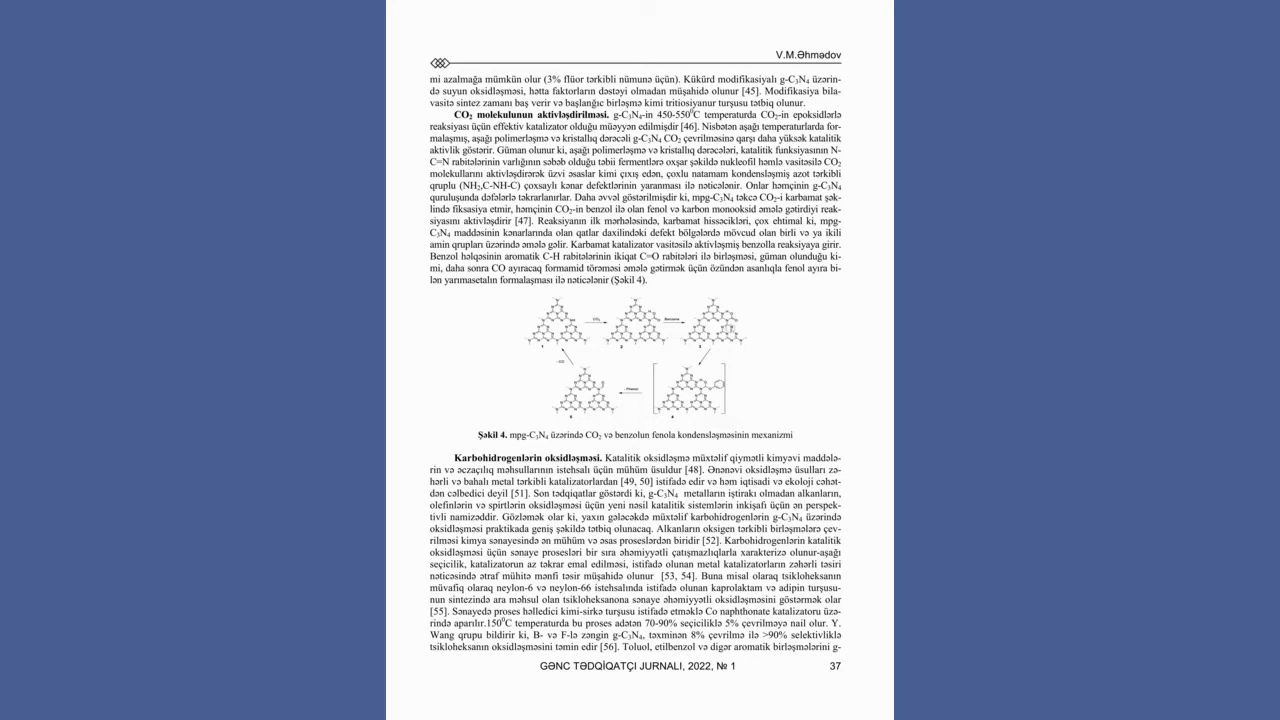 V.M.Əhmədov
mi azalmağa mümkün olur (3% flüor tərkibli nümunə üçün). Kükürd modifikasiyalı g-C₃N₄ üzərin-
də suyun oksidləşməsi, hətta faktorların dəstəyi olmadan müşahidə olunur [45]. Modifikasiya bila-
vasitə sintez zamanı baş verir və başlanğıc birləşmə kimi tritiosiyanur turşusu tətbiq olunur.
CO₂ molekulunun aktivləşdirilməsi. g-C₃N₄-in 450-550⁰C temperaturda CO₂-in epoksidlərlə
reaksiyası üçün effektiv katalizator olduğu müəyyən edilmişdir [46]. Nisbətən aşağı temperaturlarda for-
malaşmış, aşağı polimerləşmə və kristallıq dərəcəli g-C₃N₄ CO₂ çevrilməsinə qarşı daha yüksək katalitik
aktivlik göstərir. Güman olunur ki, aşağı polimerləşmə və kristallıq dərəcələri, katalitik funksiyasının N-
C=N rabitələrinin varlığının səbəb olduğu təbii fermentlərə oxşar şəkildə nukleofil həmlə vasitəsilə CO₂
molekullarını aktivləşdirərək üzvi əsaslar kimi çıxış edən, çoxlu natamam kondensləşmiş azot tərkibli
qruplu (NH₂,C-NH-C) çoxsaylı kənar defektlərinin yaranması ilə nəticələnir. Onlar həmçinin g-C₃N₄
quruluşunda dəfələrlə təkrarlanırlar. Daha əvvəl göstərilmişdir ki, mpg-C₃N₄ təkcə CO₂-i karbamat şək-
lində fiksasiya etmir, həmçinin CO₂-in benzol ilə olan fenol və karbon monooksid əmələ gətirdiyi reak-
siyasını aktivləşdirir [47]. Reaksiyanın ilk mərhələsində, karbamat hissəcikləri, çox ehtimal ki, mpg-
C₃N₄ maddəsinin kənarlarında olan qatlar daxilindəki defekt bölgələrdə mövcud olan birli və ya ikili
amin qrupları üzərində əmələ gəlir. Karbamat katalizator vasitəsilə aktivləşmiş benzolla reaksiyaya girir.
Benzol həlqəsinin aromatik C-H rabitələrinin ikiqat C=O rabitələri ilə birləşməsi, güman olunduğu ki-
mi, daha sonra CO ayıracaq formamid törəməsi əmələ gətirmək üçün özündən asanlıqla fenol ayıra bi-
lən yarımasetalın formalaşması ilə nəticələnir (Şəkil 4).
CO₂
Benzene
1
2
3
- CO
- Phenol
5
4
Şəkil 4. mpg-C₃N₄ üzərində CO₂ və benzolun fenola kondensləşməsinin mexanizmi
Karbohidrogenlərin oksidləşməsi. Katalitik oksidləşmə müxtəlif qiymətli kimyəvi maddələ-
rin və əczaçılıq məhsullarının istehsalı üçün mühüm üsuldur [48]. Ənənəvi oksidləşmə üsulları zə-
hərli və bahalı metal tərkibli katalizatorlardan [49, 50] istifadə edir və həm iqtisadi və ekoloji cəhət-
dən cəlbedici deyil [51]. Son tədqiqatlar göstərdi ki, g-C₃N₄ metalların iştirakı olmadan alkanların,
olefinlərin və spirtlərin oksidləşməsi üçün yeni nəsil katalitik sistemlərin inkişafı üçün ən perspek-
tivli namizəddir. Gözləmək olar ki, yaxın gələcəkdə müxtəlif karbohidrogenlərin g-C₃N₄ üzərində
oksidləşməsi praktikada geniş şəkildə tətbiq olunacaq. Alkanların oksigen tərkibli birləşmələrə çev-
rilməsi kimya sənayesində ən mühüm və əsas proseslərdən biridir [52]. Karbohidrogenlərin katalitik
oksidləşməsi üçün sənaye prosesləri bir sıra əhəmiyyətli çatışmazlıqlarla xarakterizə olunur-aşağı
seçicilik, katalizatorun az təkrar emal edilməsi, istifadə olunan metal katalizatorların zəhərli təsiri
nəticəsində ətraf mühitə mənfi təsir müşahidə olunur [53, 54]. Buna misal olaraq tsikloheksanın
müvafiq olaraq neylon-6 və neylon-66 istehsalında istifadə olunan kaprolaktam və adipin turşusu-
nun sintezində ara məhsul olan tsikloheksanona sənaye əhəmiyyətli oksidləşməsini göstərmək olar
[55]. Sənayedə proses həlledici kimi-sirkə turşusu istifadə etməklə Co naphthonate katalizatoru üzə-
rində aparılır.150⁰C temperaturda bu proses adətən 70-90% seçiciliklə 5% çevrilməyə nail olur. Y.
Wang qrupu bildirir ki, B- və F-lə zəngin g-C₃N₄, təxminən 8% çevrilmə ilə >90% selektivliklə
tsikloheksanın oksidləşməsini təmin edir [56]. Toluol, etilbenzol və digər aromatik birləşmələrini g-
GƏNC TƏDQİQATÇI JURNALI, 2022, № 1 37